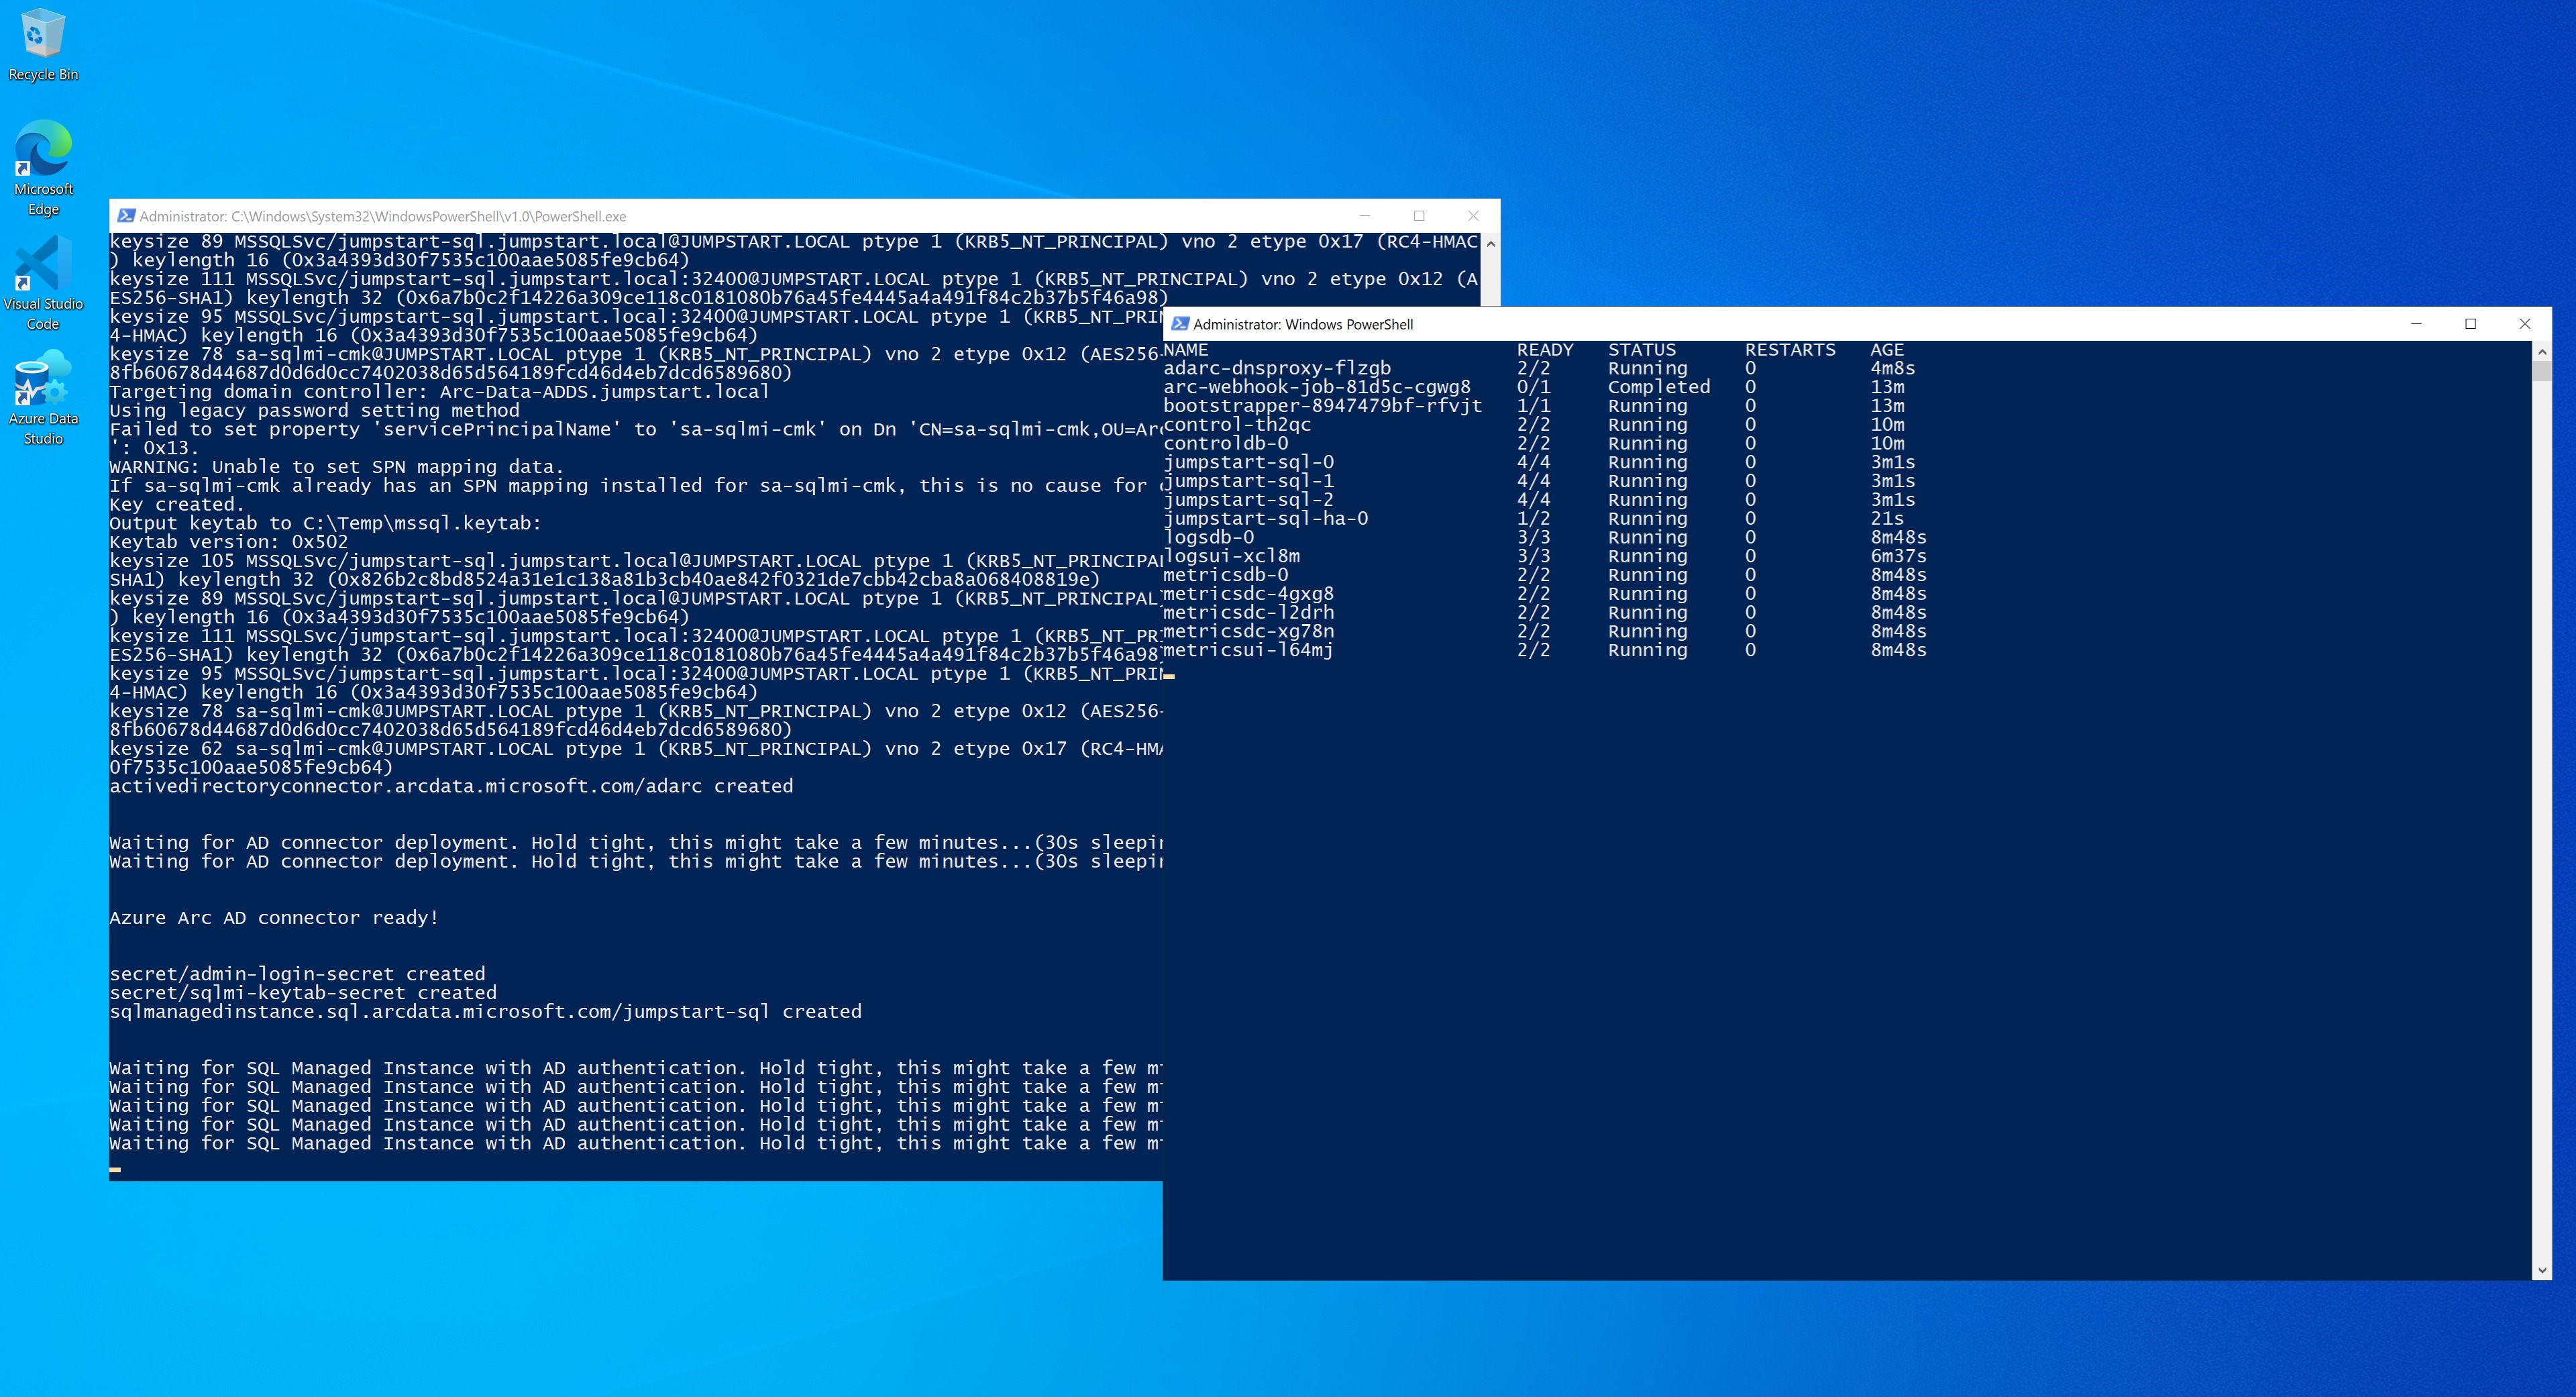 Recycle Bin
Microsoft
Edge
Visual Studio
Code
Azure Data
Studio
Administrator: C:\Windows\System32\WindowsPowerShell\v1.0\PowerShell.exe
keysize 89 MSSQLSvc/jumpstart-sql.jumpstart.local@JUMPSTART.LOCAL ptype 1 (KRB5_NT_PRINCIPAL) vno 2 etype 0x17 (RC4-HMAC
) keylength 16 (0x3a4393d30f7535c100aae5085fe9cb64)
keysize 111 MSSQLSvc/jumpstart-sql.jumpstart.local:32400@JUMPSTART.LOCAL ptype 1 (KRB5_NT_PRINCIPAL) vno 2 etype 0x12 (A
ES256-SHA1) keylength 32 (0x6a7b0c2f14226a309ce118c0181080b76a45fe4445a4a491f84c2b37b5f46a98)
keysize 95 MSSQLSvc/jumpstart-sql.jumpstart.local:32400@JUMPSTART.LOCAL ptype 1 (KRB5_NT_PRIN
4-HMAC) keylength 16 (0x3a4393d30f7535c100aae5085fe9cb64)
keysize 78 sa-sqlmi-cmk@JUMPSTART.LOCAL ptype 1 (KRB5_NT_PRINCIPAL) vno 2 etype 0x12 (AES256-
8fb60678d44687d0d6d0cc7402038d65d564189fcd46d4eb7dcd6589680)
Targeting domain controller: Arc-Data-ADDS.jumpstart.local
Using legacy password setting method
Failed to set property 'servicePrincipalName' to 'sa-sqlmi-cmk' on Dn 'CN=sa-sqlmi-cmk,OU=Arc
': 0x13.
WARNING: Unable to set SPN mapping data.
If sa-sqlmi-cmk already has an SPN mapping installed for sa-sqlmi-cmk, this is no cause for
Key created.
Output keytab to C:\Temp\mssql.keytab:
Keytab version: 0x502
keysize 105 MSSQLSvc/jumpstart-sql.jumpstart.local@JUMPSTART.LOCAL ptype 1 (KRB5_NT_PRINCIPAL
SHA1) keylength 32 (0x826b2c8bd8524a31e1c138a81b3cb40ae842f0321de7cbb42cba8a068408819e)
keysize 89 MSSQLSvc/jumpstart-sql.jumpstart.local@JUMPSTART.LOCAL ptype 1 (KRB5_NT_PRINCIPAL)
) keylength 16 (0x3a4393d30f7535c100aae5085fe9cb64)
keysize 111 MSSQLSvc/jumpstart-sql.jumpstart.local:32400@JUMPSTART.LOCAL ptype 1 (KRB5_NT_PR
ES256-SHA1) keylength 32 (0x6a7b0c2f14226a309ce118c0181080b76a45fe4445a4a491f84c2b37b5f46a98)
keysize 95 MSSQLSvc/jumpstart-sql.jumpstart.local:32400@JUMPSTART.LOCAL ptype 1 (KRB5_NT_PRIN
4-HMAC) keylength 16 (0x3a4393d30f7535c100aae5085fe9cb64)
keysize 78 sa-sqlmi-cmk@JUMPSTART.LOCAL ptype 1 (KRB5_NT_PRINCIPAL) vno 2 etype 0x12 (AES256-
8fb60678d44687d0d6d0cc7402038d65d564189fcd46d4eb7dcd6589680)
keysize 62 sa-sqlmi-cmk@JUMPSTART.LOCAL ptype 1 (KRB5_NT_PRINCIPAL) vno 2 etype 0x17 (RC4-HMA
0f7535c100aae5085fe9cb64)
activedirectoryconnector.arcdata.microsoft.com/adarc created
Waiting for AD connector deployment. Hold tight, this might take a few minutes...(30s sleepin
Waiting for AD connector deployment. Hold tight, this might take a few minutes...(30s sleepin
Azure Arc AD connector ready!
secret/admin-login-secret created
secret/sqlmi-keytab-secret created
sqlmanagedinstance.sql.arcdata.microsoft.com/jumpstart-sql created
Waiting for SQL Managed Instance with AD authentication. Hold tight, this might take a few mi
Waiting for SQL Managed Instance with AD authentication. Hold tight, this might take a few mi
Waiting for SQL Managed Instance with AD authentication. Hold tight, this might take a few mi
Waiting for SQL Managed Instance with AD authentication. Hold tight, this might take a few mi
Waiting for SQL Managed Instance with AD authentication. Hold tight, this might take a few mi
Administrator: Windows PowerShell
NAME READY STATUS RESTARTS AGE
adarc-dnsproxy-flzgb 2/2 Running 0 4m8s
arc-webhook-job-81d5c-cgwg8 0/1 Completed 0 13m
bootstrapper-8947479bf-rfvjt 1/1 Running 0 13m
control-th2qc 2/2 Running 0 10m
controldb-0 2/2 Running 0 10m
jumpstart-sql-0 4/4 Running 0 3m1s
jumpstart-sql-1 4/4 Running 0 3m1s
jumpstart-sql-2 4/4 Running 0 3m1s
jumpstart-sql-ha-0 1/2 Running 0 21s
logsdb-0 3/3 Running 0 8m48s
logsui-xcl8m 3/3 Running 0 6m37s
metricsdb-0 2/2 Running 0 8m48s
metricsdc-4gxg8 2/2 Running 0 8m48s
metricsdc-l2drh 2/2 Running 0 8m48s
metricsdc-xg78n 2/2 Running 0 8m48s
metricsui-l64mj 2/2 Running 0 8m48s